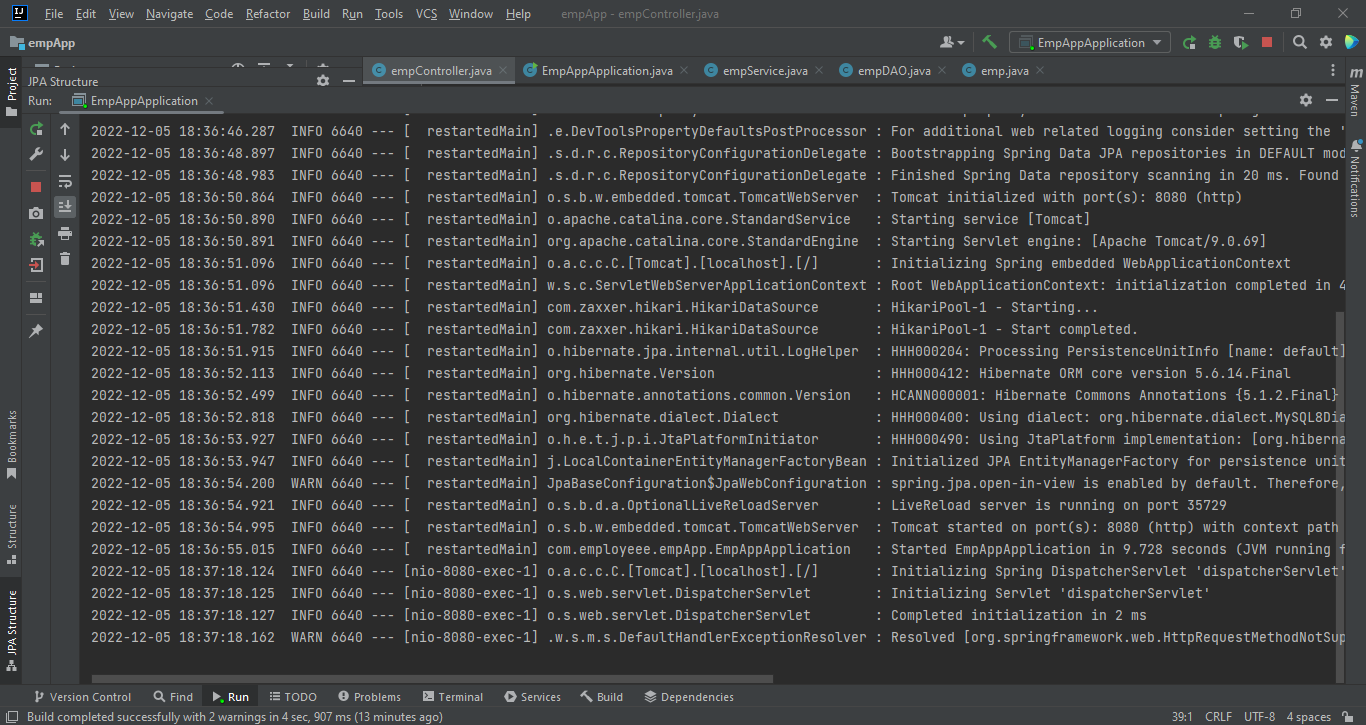 File Edit View Navigate Code Refactor Build Run Tools VCS Window Help empApp - empController.java
empApp
EmpAppApplication
Project
JPA Structure
empController.java EmpAppApplication.java empService.java empDAO.java emp.java
Run: EmpAppApplication
2022-12-05 18:36:46.287 INFO 6640 --- [ restartedMain] .e.DevToolsPropertyDefaultsPostProcessor : For additional web related logging consider setting the '
2022-12-05 18:36:48.897 INFO 6640 --- [ restartedMain] .s.d.r.c.RepositoryConfigurationDelegate : Bootstrapping Spring Data JPA repositories in DEFAULT mod
2022-12-05 18:36:48.983 INFO 6640 --- [ restartedMain] .s.d.r.c.RepositoryConfigurationDelegate : Finished Spring Data repository scanning in 20 ms. Found
2022-12-05 18:36:50.864 INFO 6640 --- [ restartedMain] o.s.b.w.embedded.tomcat.TomcatWebServer : Tomcat initialized with port(s): 8080 (http)
2022-12-05 18:36:50.890 INFO 6640 --- [ restartedMain] o.apache.catalina.core.StandardService : Starting service [Tomcat]
2022-12-05 18:36:50.891 INFO 6640 --- [ restartedMain] org.apache.catalina.core.StandardEngine : Starting Servlet engine: [Apache Tomcat/9.0.69]
2022-12-05 18:36:51.096 INFO 6640 --- [ restartedMain] o.a.c.c.C.[Tomcat].[localhost].[/] : Initializing Spring embedded WebApplicationContext
2022-12-05 18:36:51.096 INFO 6640 --- [ restartedMain] w.s.c.ServletWebServerApplicationContext : Root WebApplicationContext: initialization completed in 4
2022-12-05 18:36:51.430 INFO 6640 --- [ restartedMain] com.zaxxer.hikari.HikariDataSource : HikariPool-1 - Starting...
2022-12-05 18:36:51.782 INFO 6640 --- [ restartedMain] com.zaxxer.hikari.HikariDataSource : HikariPool-1 - Start completed.
2022-12-05 18:36:51.915 INFO 6640 --- [ restartedMain] o.hibernate.jpa.internal.util.LogHelper : HHH000204: Processing PersistenceUnitInfo [name: default]
2022-12-05 18:36:52.113 INFO 6640 --- [ restartedMain] org.hibernate.Version : HHH000412: Hibernate ORM core version 5.6.14.Final
2022-12-05 18:36:52.499 INFO 6640 --- [ restartedMain] o.hibernate.annotations.common.Version : HCANN000001: Hibernate Commons Annotations {5.1.2.Final}
2022-12-05 18:36:52.818 INFO 6640 --- [ restartedMain] org.hibernate.dialect.Dialect : HHH000400: Using dialect: org.hibernate.dialect.MySQL8Dia
2022-12-05 18:36:53.927 INFO 6640 --- [ restartedMain] o.h.e.t.j.p.i.JtaPlatformInitiator : HHH000490: Using JtaPlatform implementation: [org.hiberna
2022-12-05 18:36:53.947 INFO 6640 --- [ restartedMain] j.LocalContainerEntityManagerFactoryBean : Initialized JPA EntityManagerFactory for persistence unit
2022-12-05 18:36:54.200 WARN 6640 --- [ restartedMain] JpaBaseConfiguration$JpaWebConfiguration : spring.jpa.open-in-view is enabled by default. Therefore,
2022-12-05 18:36:54.921 INFO 6640 --- [ restartedMain] o.s.b.d.a.OptionalLiveReloadServer : LiveReload server is running on port 35729
2022-12-05 18:36:54.995 INFO 6640 --- [ restartedMain] o.s.b.w.embedded.tomcat.TomcatWebServer : Tomcat started on port(s): 8080 (http) with context path
2022-12-05 18:36:55.015 INFO 6640 --- [ restartedMain] com.employeee.empApp.EmpAppApplication : Started EmpAppApplication in 9.728 seconds (JVM running f
2022-12-05 18:37:18.124 INFO 6640 --- [nio-8080-exec-1] o.a.c.c.C.[Tomcat].[localhost].[/] : Initializing Spring DispatcherServlet 'dispatcherServlet'
2022-12-05 18:37:18.125 INFO 6640 --- [nio-8080-exec-1] o.s.web.servlet.DispatcherServlet : Initializing Servlet 'dispatcherServlet'
2022-12-05 18:37:18.127 INFO 6640 --- [nio-8080-exec-1] o.s.web.servlet.DispatcherServlet : Completed initialization in 2 ms
2022-12-05 18:37:18.162 WARN 6640 --- [nio-8080-exec-1] .w.s.m.s.DefaultHandlerExceptionResolver : Resolved [org.springframework.web.HttpRequestMethodNotSup
Bookmarks
Structure
JPA Structure
Maven
Notifications
Version Control Find Run TODO Problems Terminal Services Build Dependencies
Build completed successfully with 2 warnings in 4 sec, 907 ms (13 minutes ago) 39:1 CRLF UTF-8 4 spaces